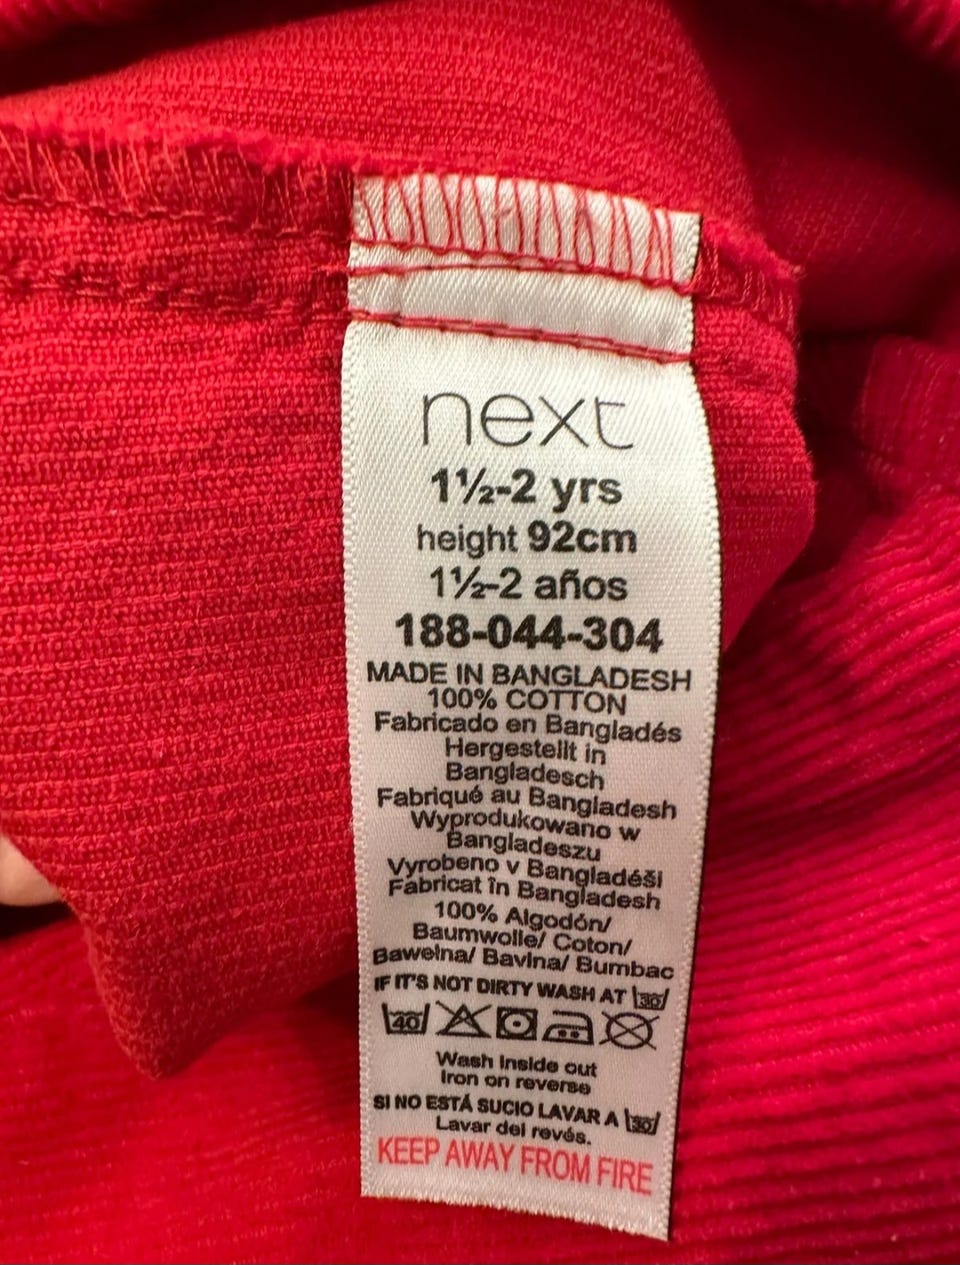 next
1½-2 yrs
height 92cm
1½-2 años
188-044-304
MADE IN BANGLADESH
100% COTTON
Fabricado en Bangladés
Hergestellt in
Bangladesch
Fabriqué au Bangladesh
Wyprodukowano w
Bangladeszu
Vyrobeno v Bangladéši
Fabricat în Bangladesh
100% Algodón/
Baumwolle/ Coton/
Bawełna/ Bavlna/ Bumbac
IF IT'S NOT DIRTY WASH AT 30
40
Wash inside out
Iron on reverse
SI NO ESTÁ SUCIO LAVAR A 30
Lavar del revés.
KEEP AWAY FROM FIRE